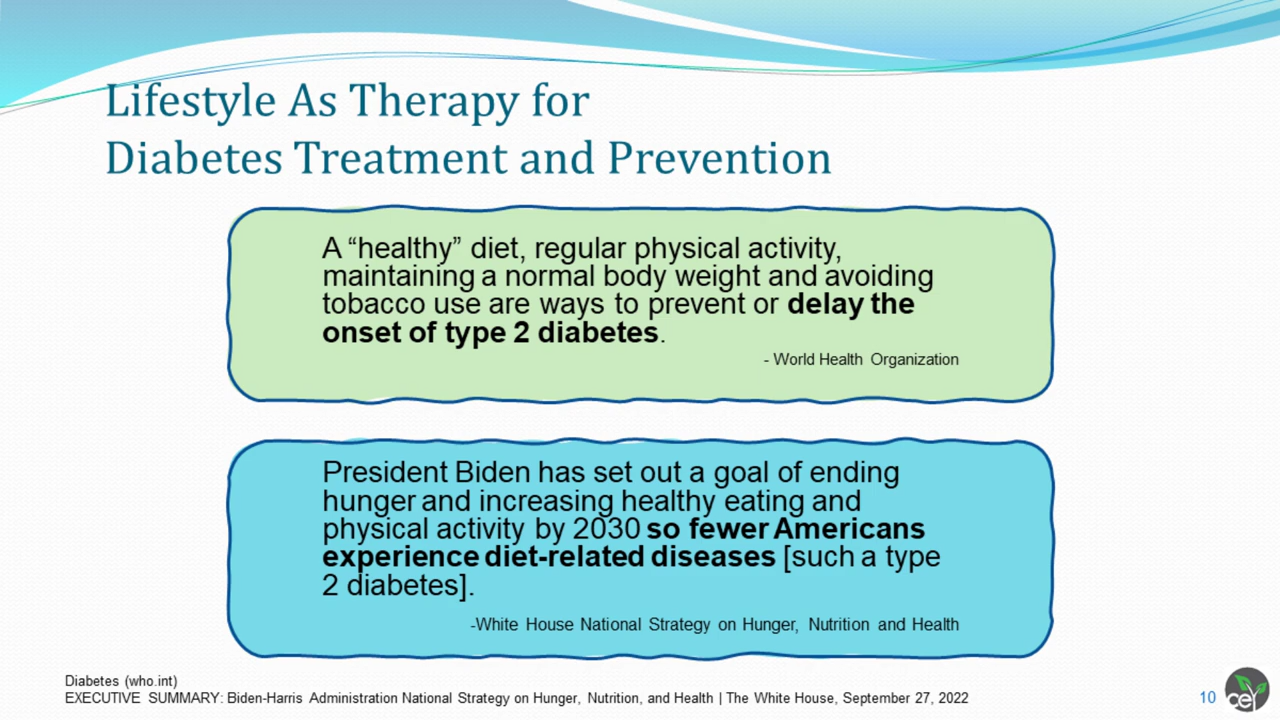 Lifestyle As Therapy for
Diabetes Treatment and Prevention
A “healthy” diet, regular physical activity,
maintaining a normal body weight and avoiding
tobacco use are ways to prevent or delay the
onset of type 2 diabetes.
- World Health Organization
President Biden has set out a goal of ending
hunger and increasing healthy eating and
physical activity by 2030 so fewer Americans
experience diet-related diseases [such a type
2 diabetes].
-White House National Strategy on Hunger, Nutrition and Health
Diabetes (who.int)
EXECUTIVE SUMMARY: Biden-Harris Administration National Strategy on Hunger, Nutrition, and Health | The White House, September 27, 2022
10